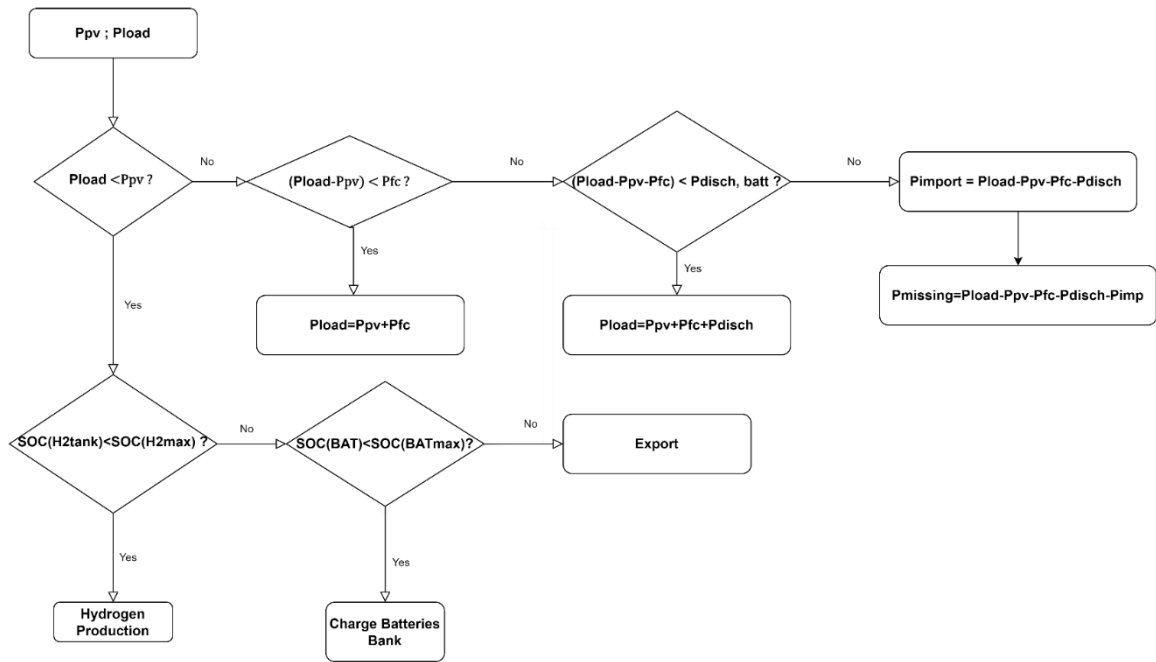 Ppv ; Pload
Pload <Ppv ?
No
(Pload-Ppv) < Pfc ?
No
(Pload-Ppv-Pfc) < Pdisch, batt ?
No
Pimport = Pload-Ppv-Pfc-Pdisch
Yes
Yes
Yes
Pload=Ppv+Pfc
Pload=Ppv+Pfc+Pdisch
Pmissing=Pload-Ppv-Pfc-Pdisch-Pimp
SOC(H2tank)<SOC(H2max) ?
No
SOC(BAT)<SOC(BATmax)?
No
Export
Yes
Yes
Hydrogen
Production
Charge Batteries
Bank